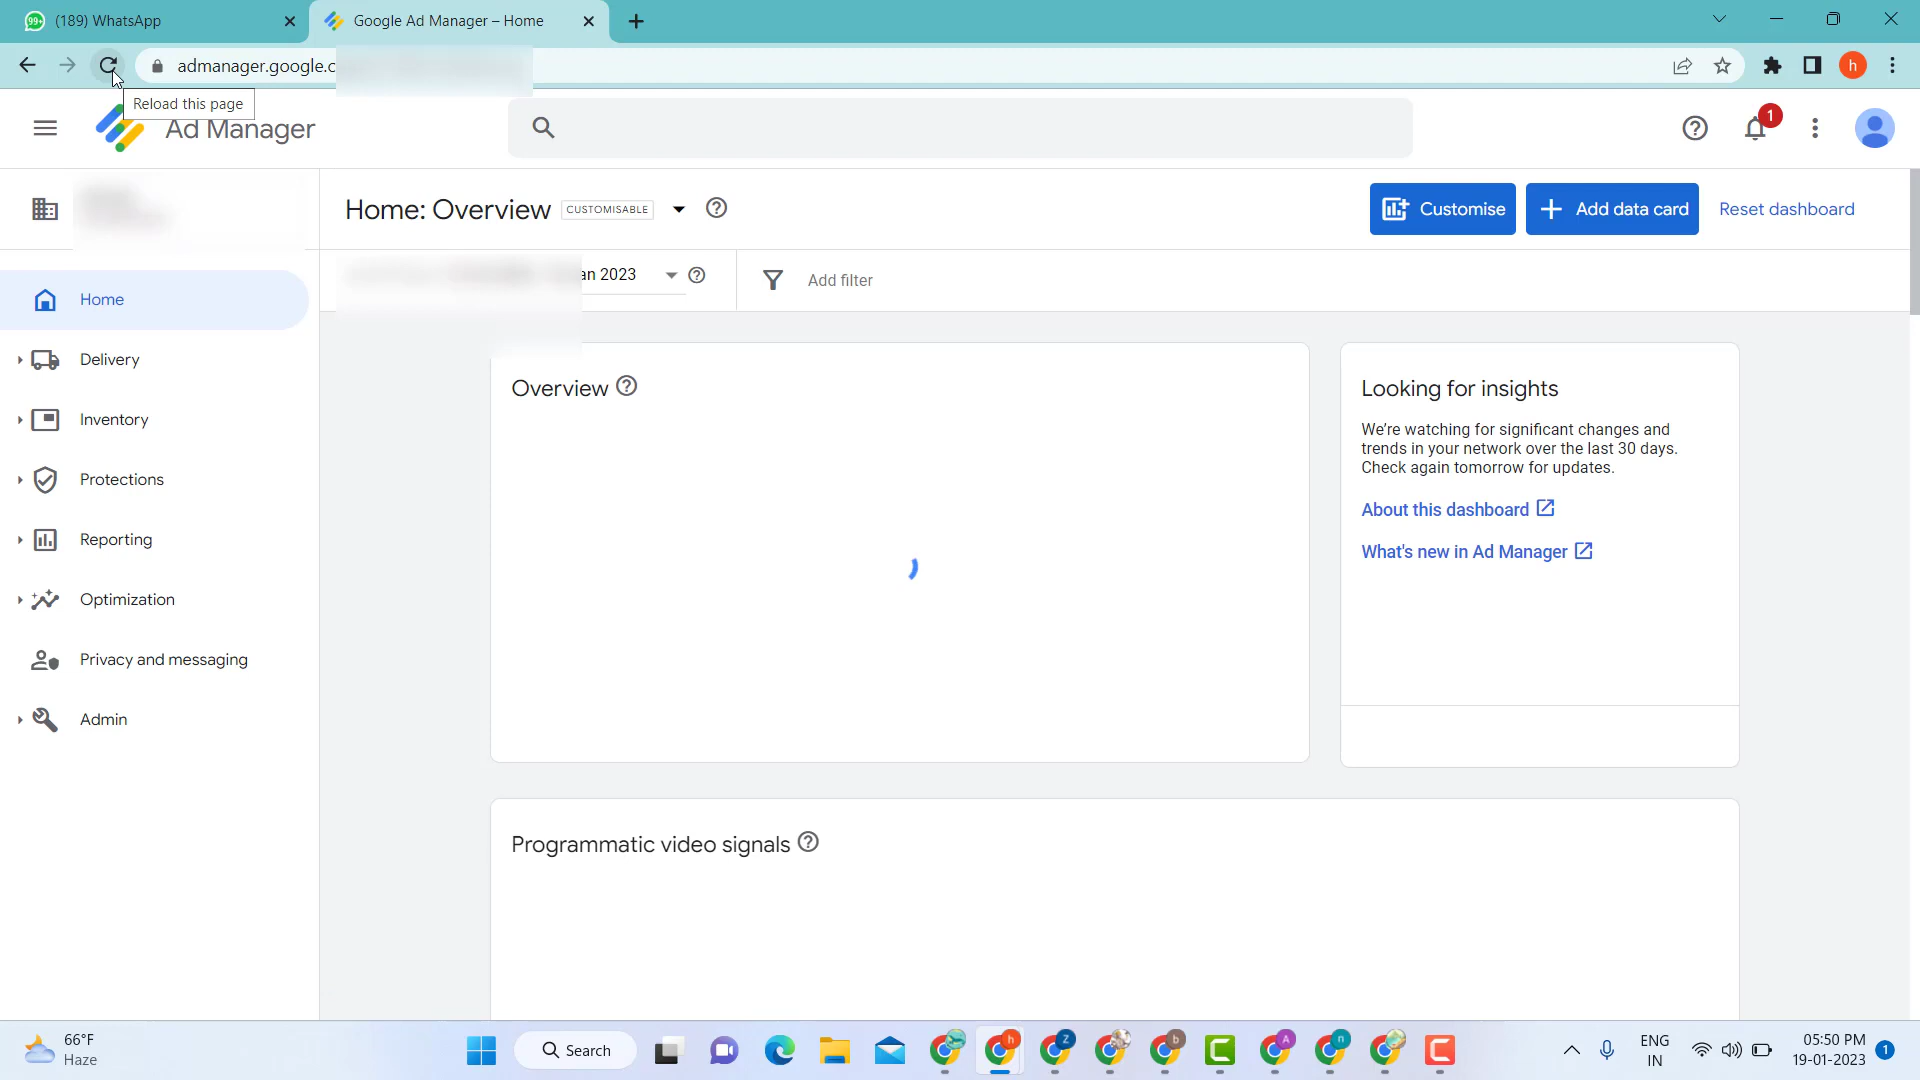 99+
(189) WhatsApp
Google Ad Manager – Home
admanager.google.c
h
Reload this page
Ad Manager
1
Home: Overview
CUSTOMISABLE
Customise
Add data card
Reset dashboard
an 2023
Add filter
Home
Delivery
Inventory
Protections
Reporting
Optimization
Privacy and messaging
Admin
Overview
Looking for insights
We're watching for significant changes and
trends in your network over the last 30 days.
Check again tomorrow for updates.
About this dashboard
What's new in Ad Manager
Programmatic video signals
66°F
Haze
Search
h
Z
b
A
n
ENG
IN
05:50 PM
19-01-2023
1